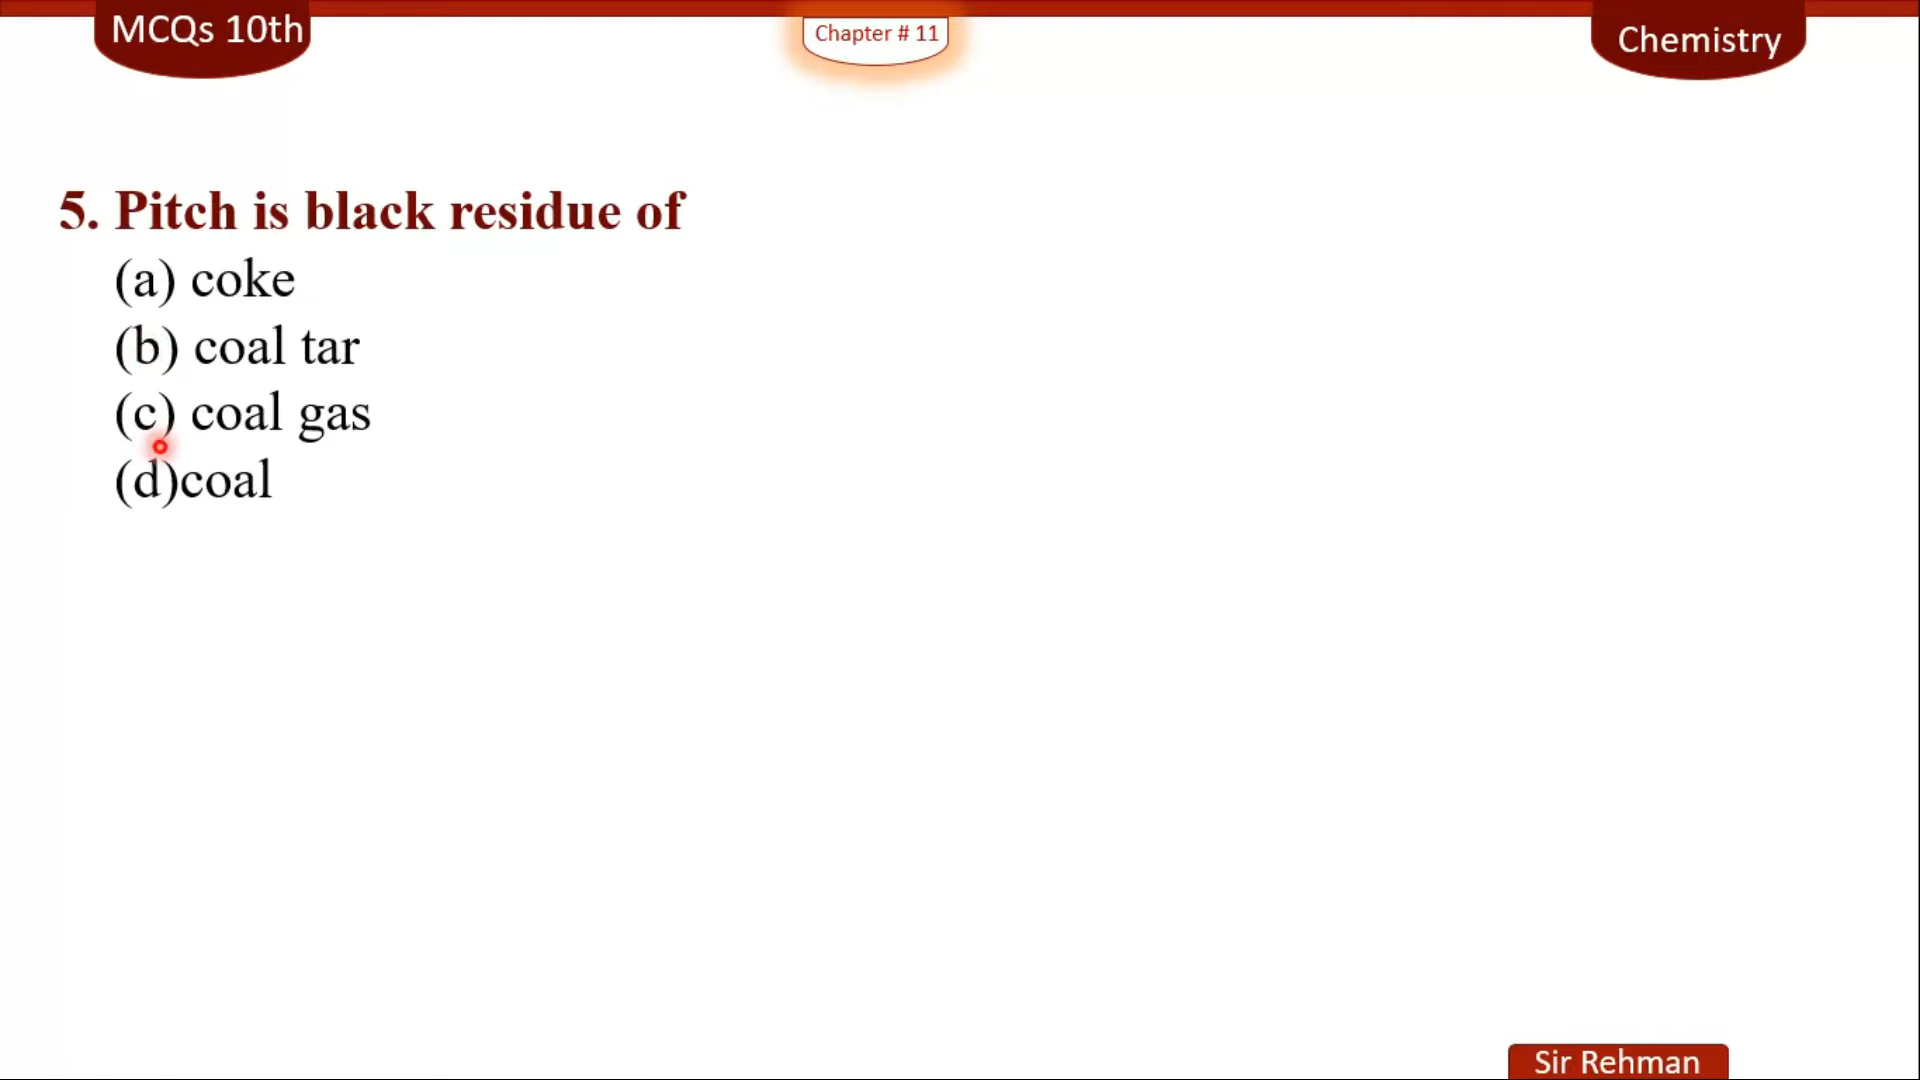 MCQs 10th
Chapter # 11
Chemistry
5. Pitch is black residue of
(a) coke
(b) coal tar
(c) coal gas
(d)coal
Sir Rehman